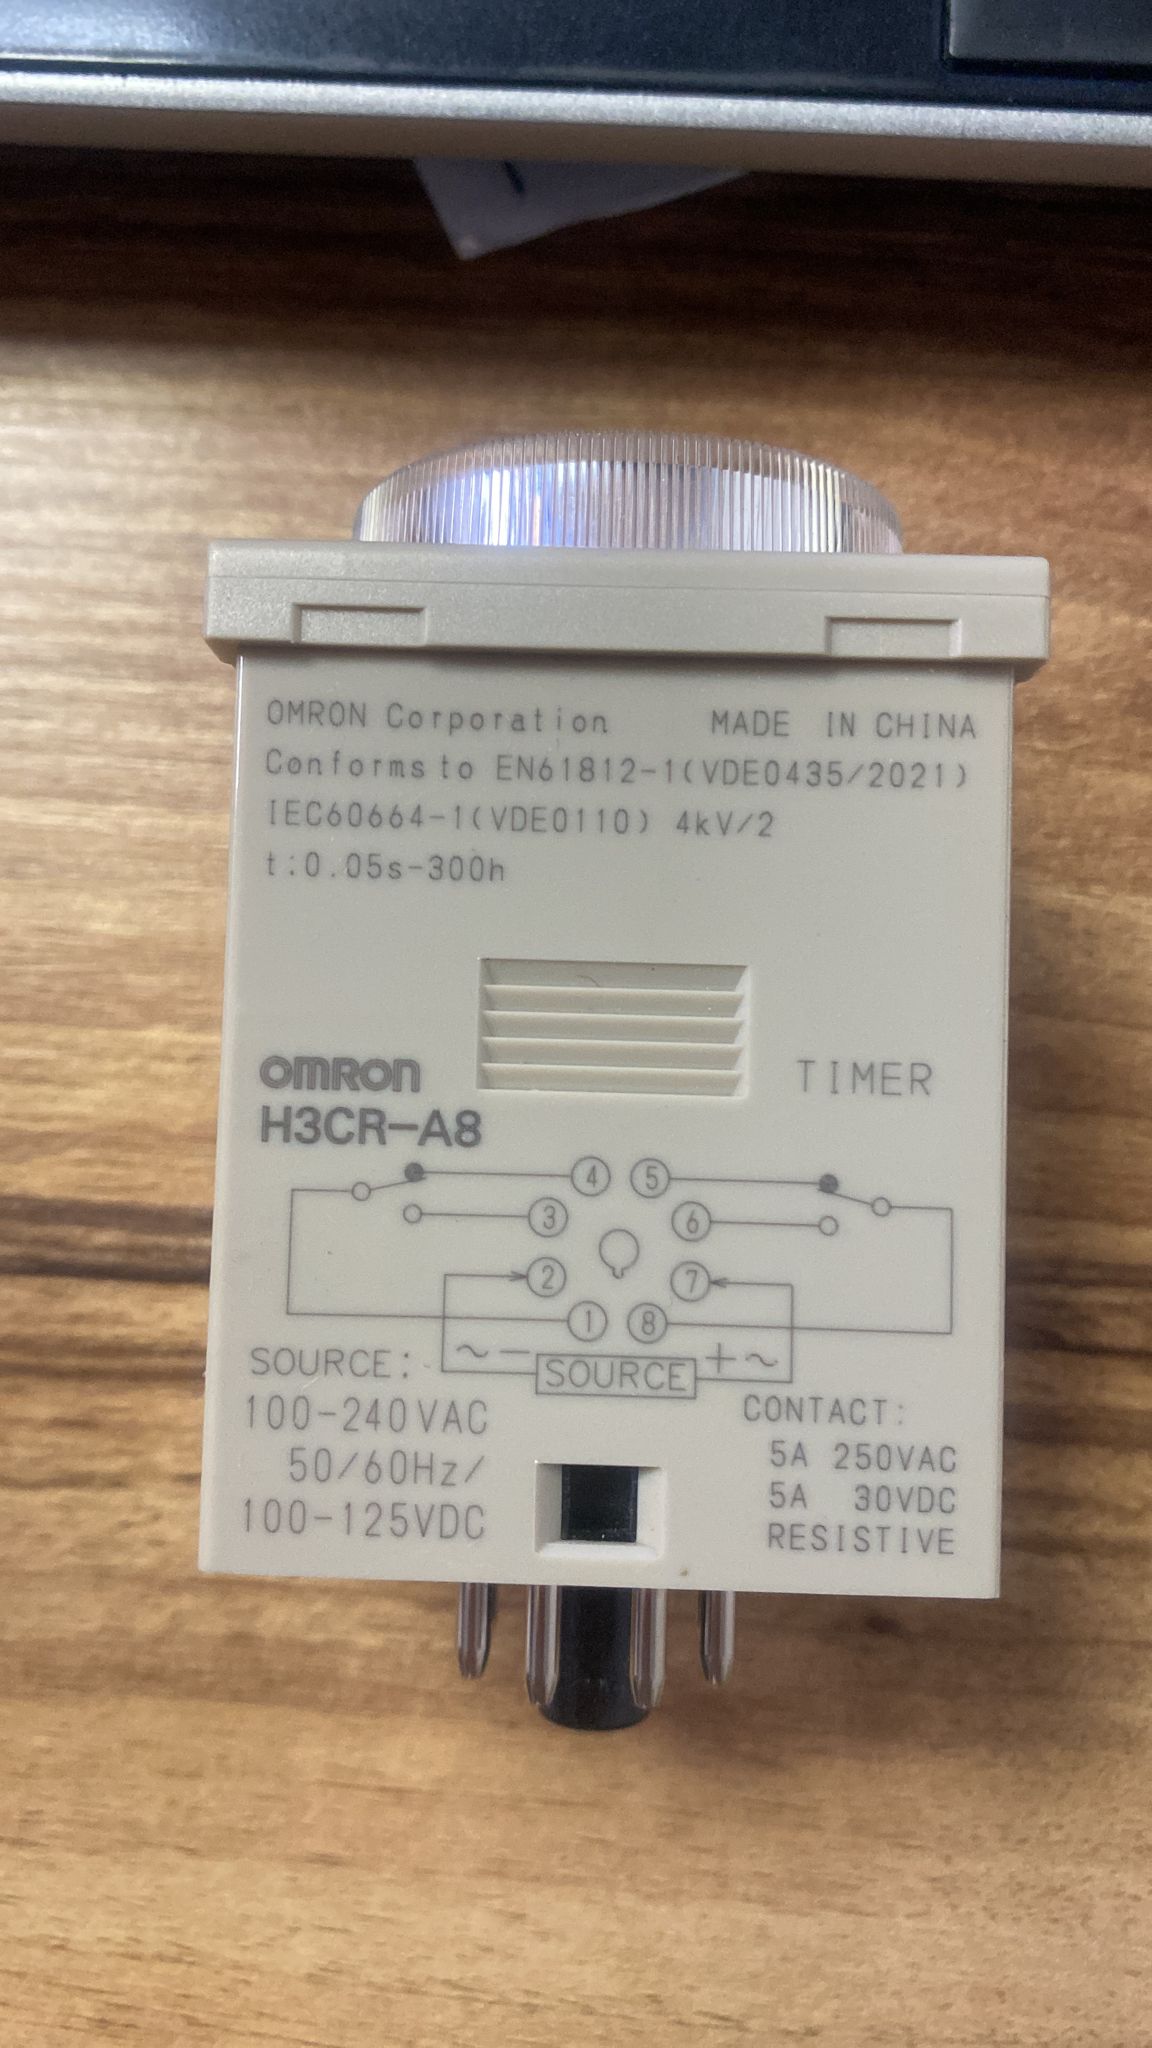 OMRON Corporation MADE IN CHINA
Conforms to EN61812-1(VDE0435/2021)
IEC60664-1(VDE0110) 4kV/2
t:0.05s-300h
omron TIMER
H3CR-A8
4 5
3 6
2 7
1 8
~ - SOURCE + ~
SOURCE:
100-240VAC
50/60Hz/
100-125VDC
CONTACT:
5A 250VAC
5A 30VDC
RESISTIVE